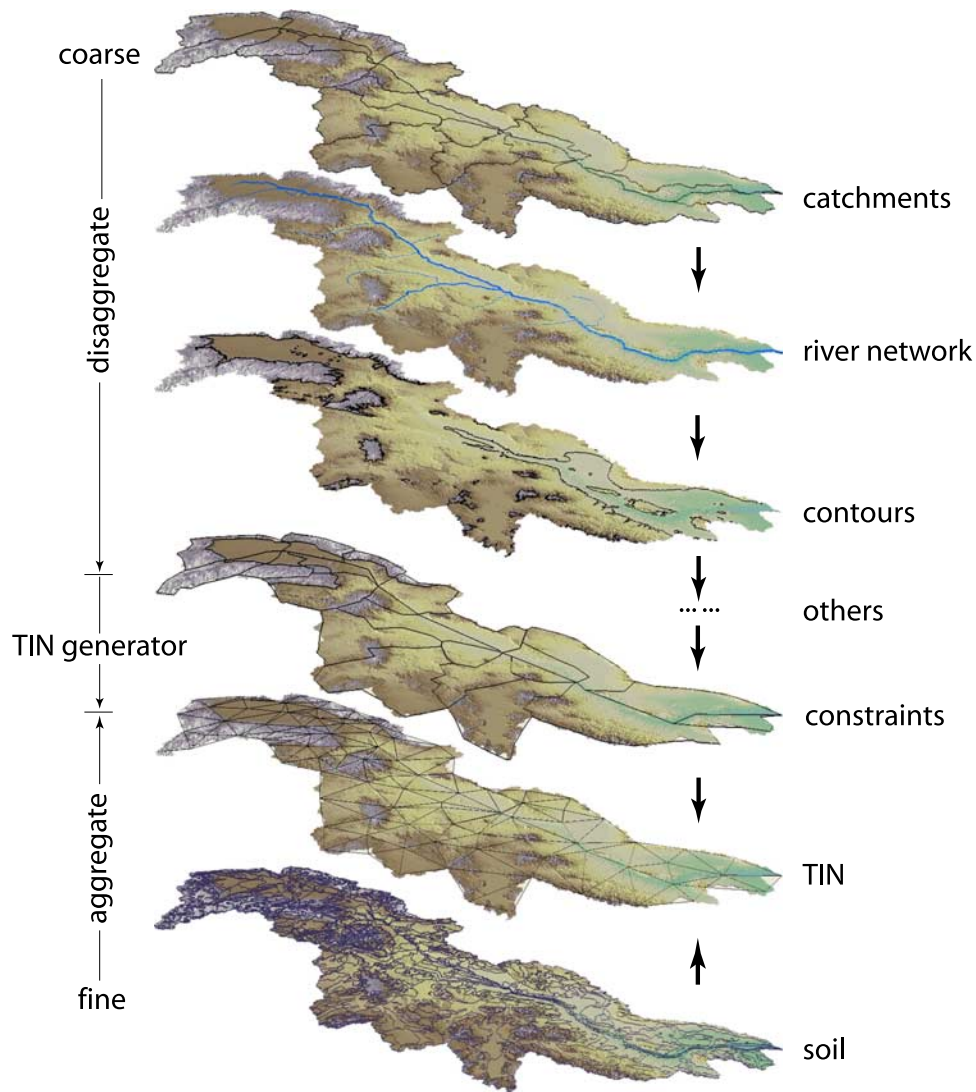 coarse
catchments
disaggregate
river network
contours
... ...
others
TIN generator
constraints
aggregate
TIN
fine
soil